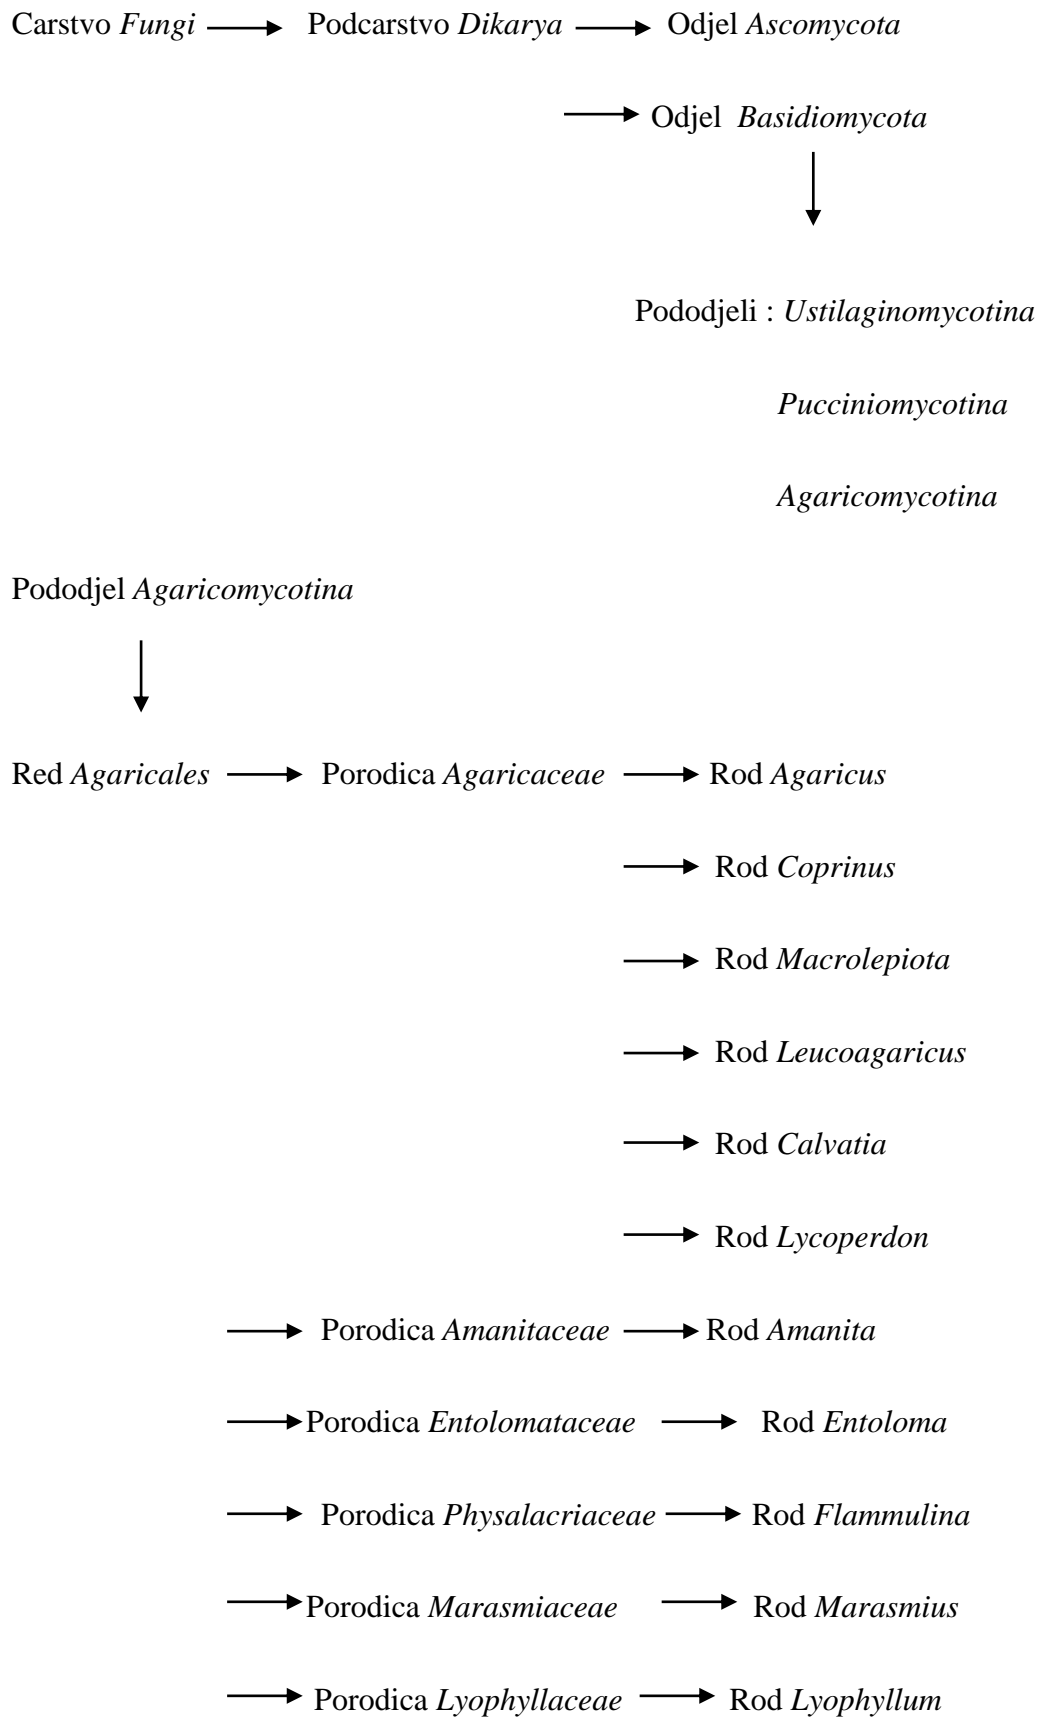 Carstvo Fungi Podcarstvo Dikarya Odjel Ascomycota
Odjel Basidiomycota
Pododjeli : Ustilaginomycotina
Pucciniomycotina
Agaricomycotina
Pododjel Agaricomycotina
Red Agaricales Porodica Agaricaceae Rod Agaricus
Rod Coprinus
Rod Macrolepiota
Rod Leucoagaricus
Rod Calvatia
Rod Lycoperdon
Porodica Amanitaceae Rod Amanita
Porodica Entolomataceae Rod Entoloma
Porodica Physalacriaceae Rod Flammulina
Porodica Marasmiaceae Rod Marasmius
Porodica Lyophyllaceae Rod Lyophyllum